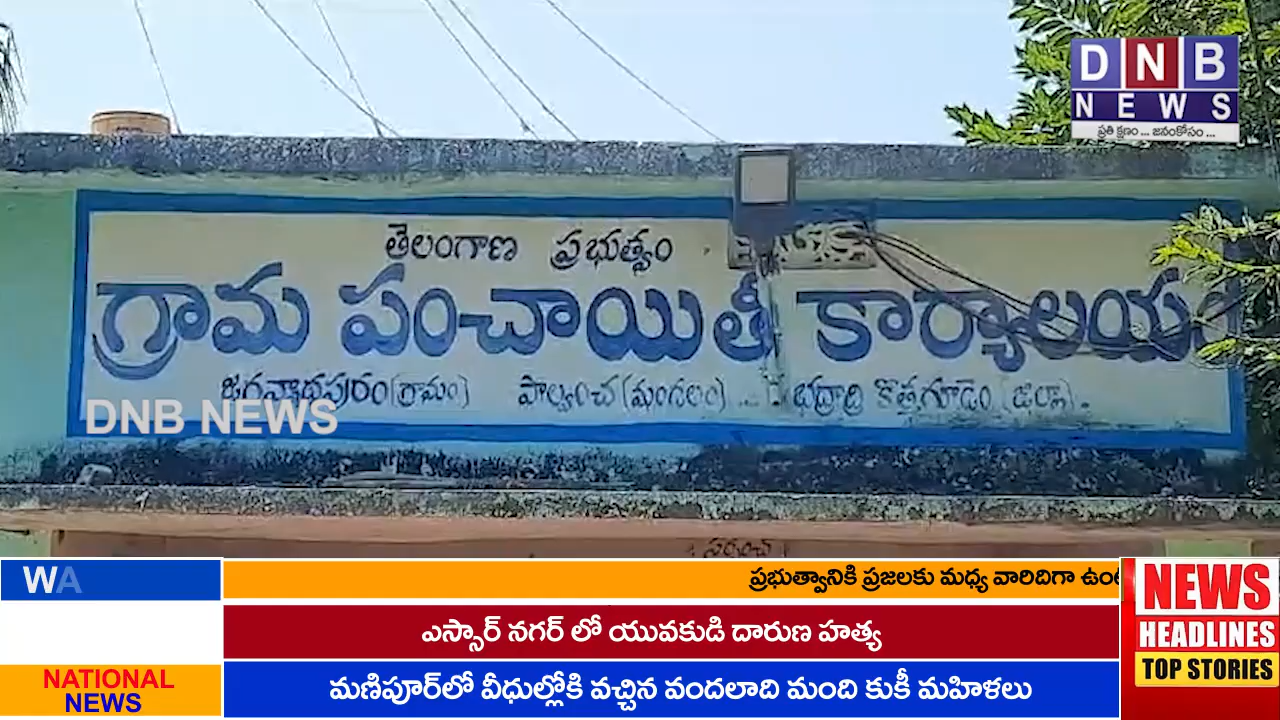 DNB
NEWS
ప్రతి క్షణం ... జనంకోసం ...
తెలంగాణ ప్రభుత్వం
గ్రామ పంచాయితీ కార్యాలయం
జగన్నాధపురం (గ్రామం) పాల్వంచ (మండలం) ... భద్రాద్రి కొత్తగూడెం (జిల్లా).
DNB NEWS
సర్పంచ్
WA
ప్రభుత్వానికి ప్రజలకు మధ్య వారిదిగా
ఎస్సార్ నగర్ లో యువకుడి దారుణ హత్య
మణిపూర్‌లో వీధుల్లోకి వచ్చిన వందలాది మంది కుకీ మహిళలు
NATIONAL
NEWS
NEWS
HEADLINES
TOP STORIES